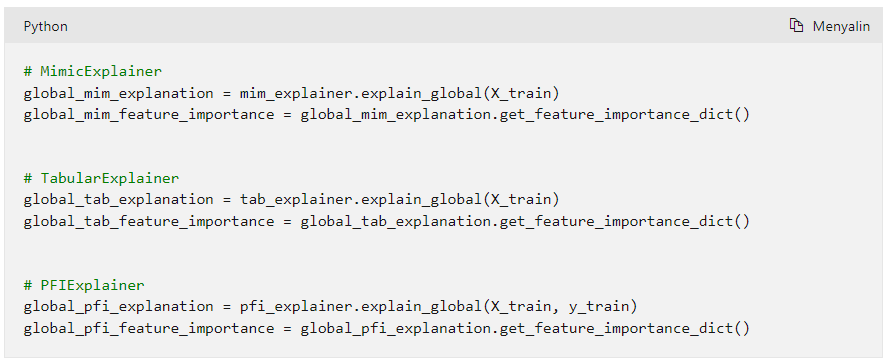 Python
Menyalin
# MimicExplainer
global_mim_explanation = mim_explainer.explain_global(X_train)
global_mim_feature_importance = global_mim_explanation.get_feature_importance_dict()
# TabularExplainer
global_tab_explanation = tab_explainer.explain_global(X_train)
global_tab_feature_importance = global_tab_explanation.get_feature_importance_dict()
# PFIExplainer
global_pfi_explanation = pfi_explainer.explain_global(X_train, y_train)
global_pfi_feature_importance = global_pfi_explanation.get_feature_importance_dict()